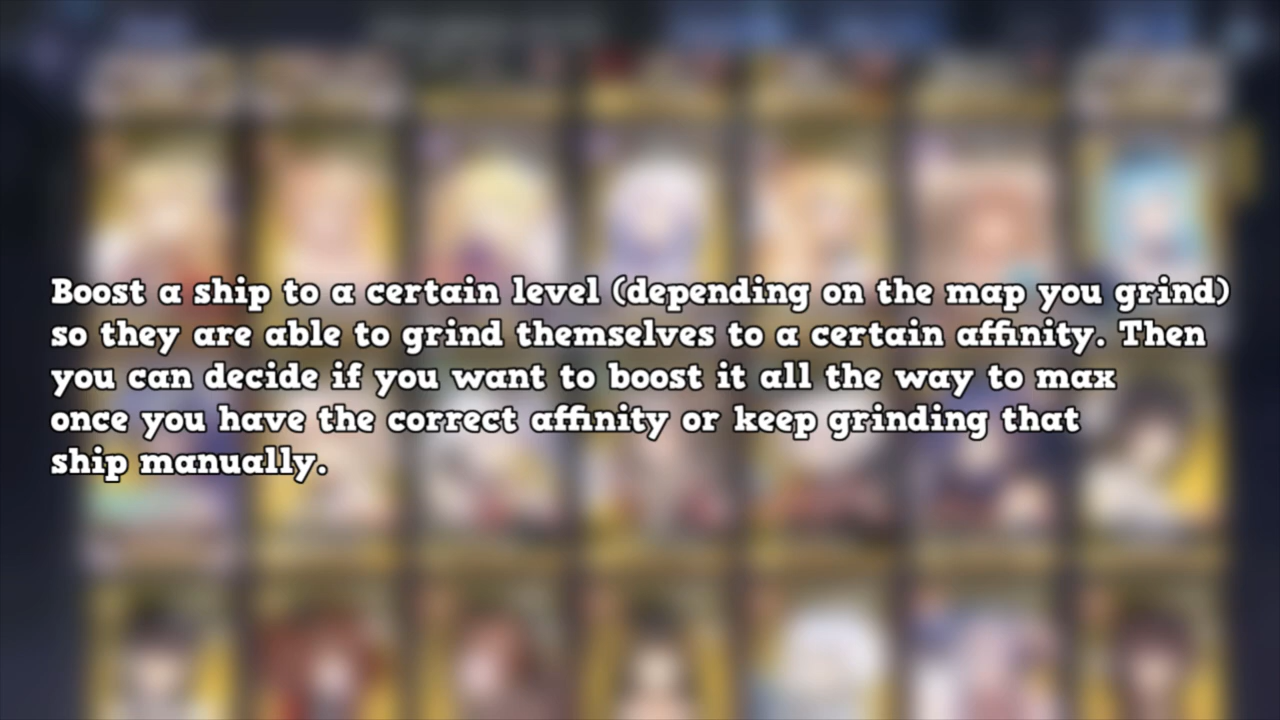 Boost a ship to a certain level (depending on the map you grind)
so they are able to grind themselves to a certain affinity. Then
you can decide if you want to boost it all the way to max
once you have the correct affinity or keep grinding that
ship manually.